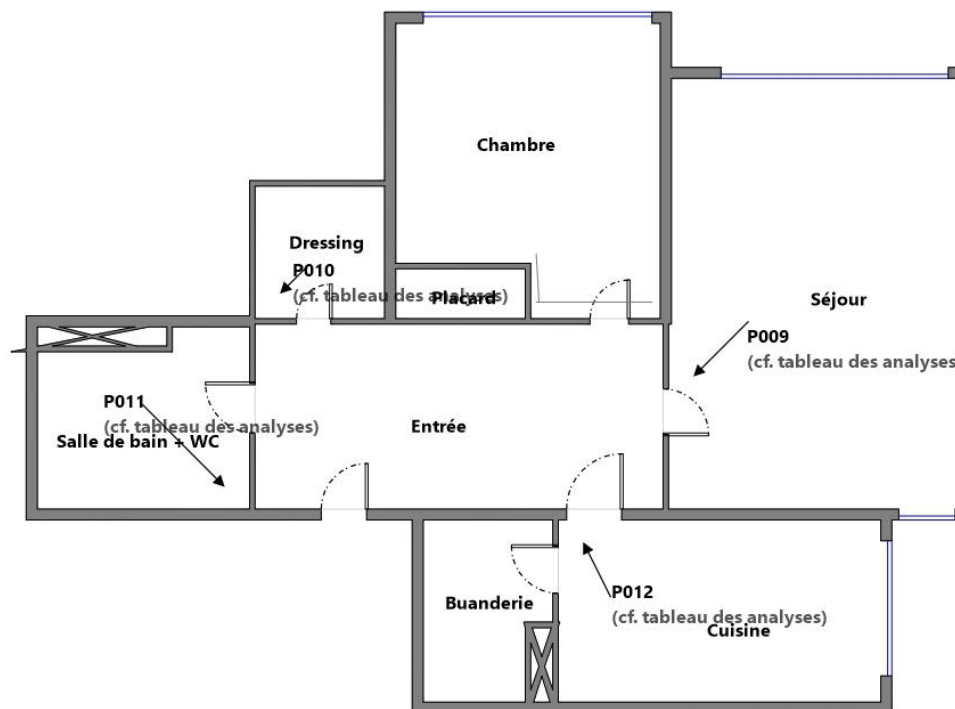 Chambre
Dressing
P010
(cf. tableau des analyses)
Placard
Séjour
P009
(cf. tableau des analyses
P011
(cf. tableau des analyses)
Salle de bain + WC
Entrée
Buanderie
P012
(cf. tableau des analyses)
Cuisine